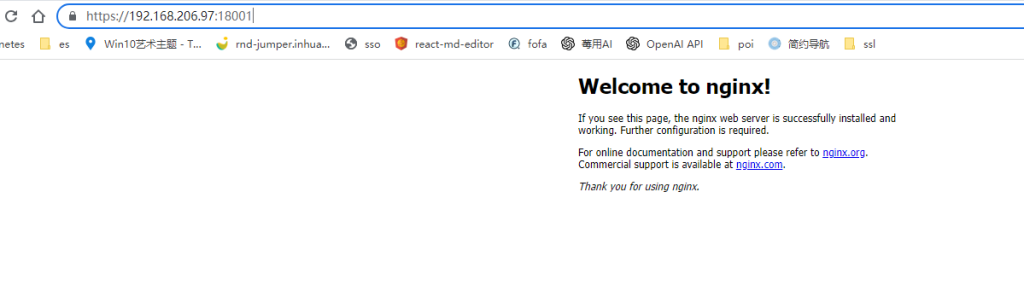 https://192.168.206.97:18001
netes es Win10艺术主题 - T... rnd-jumper.inhua... sso react-md-editor fofa 莓用AI OpenAI API poi 简约导航 ssl
Welcome to nginx!
If you see this page, the nginx web server is successfully installed and
working. Further configuration is required.
For online documentation and support please refer to nginx.org.
Commercial support is available at nginx.com.
Thank you for using nginx.